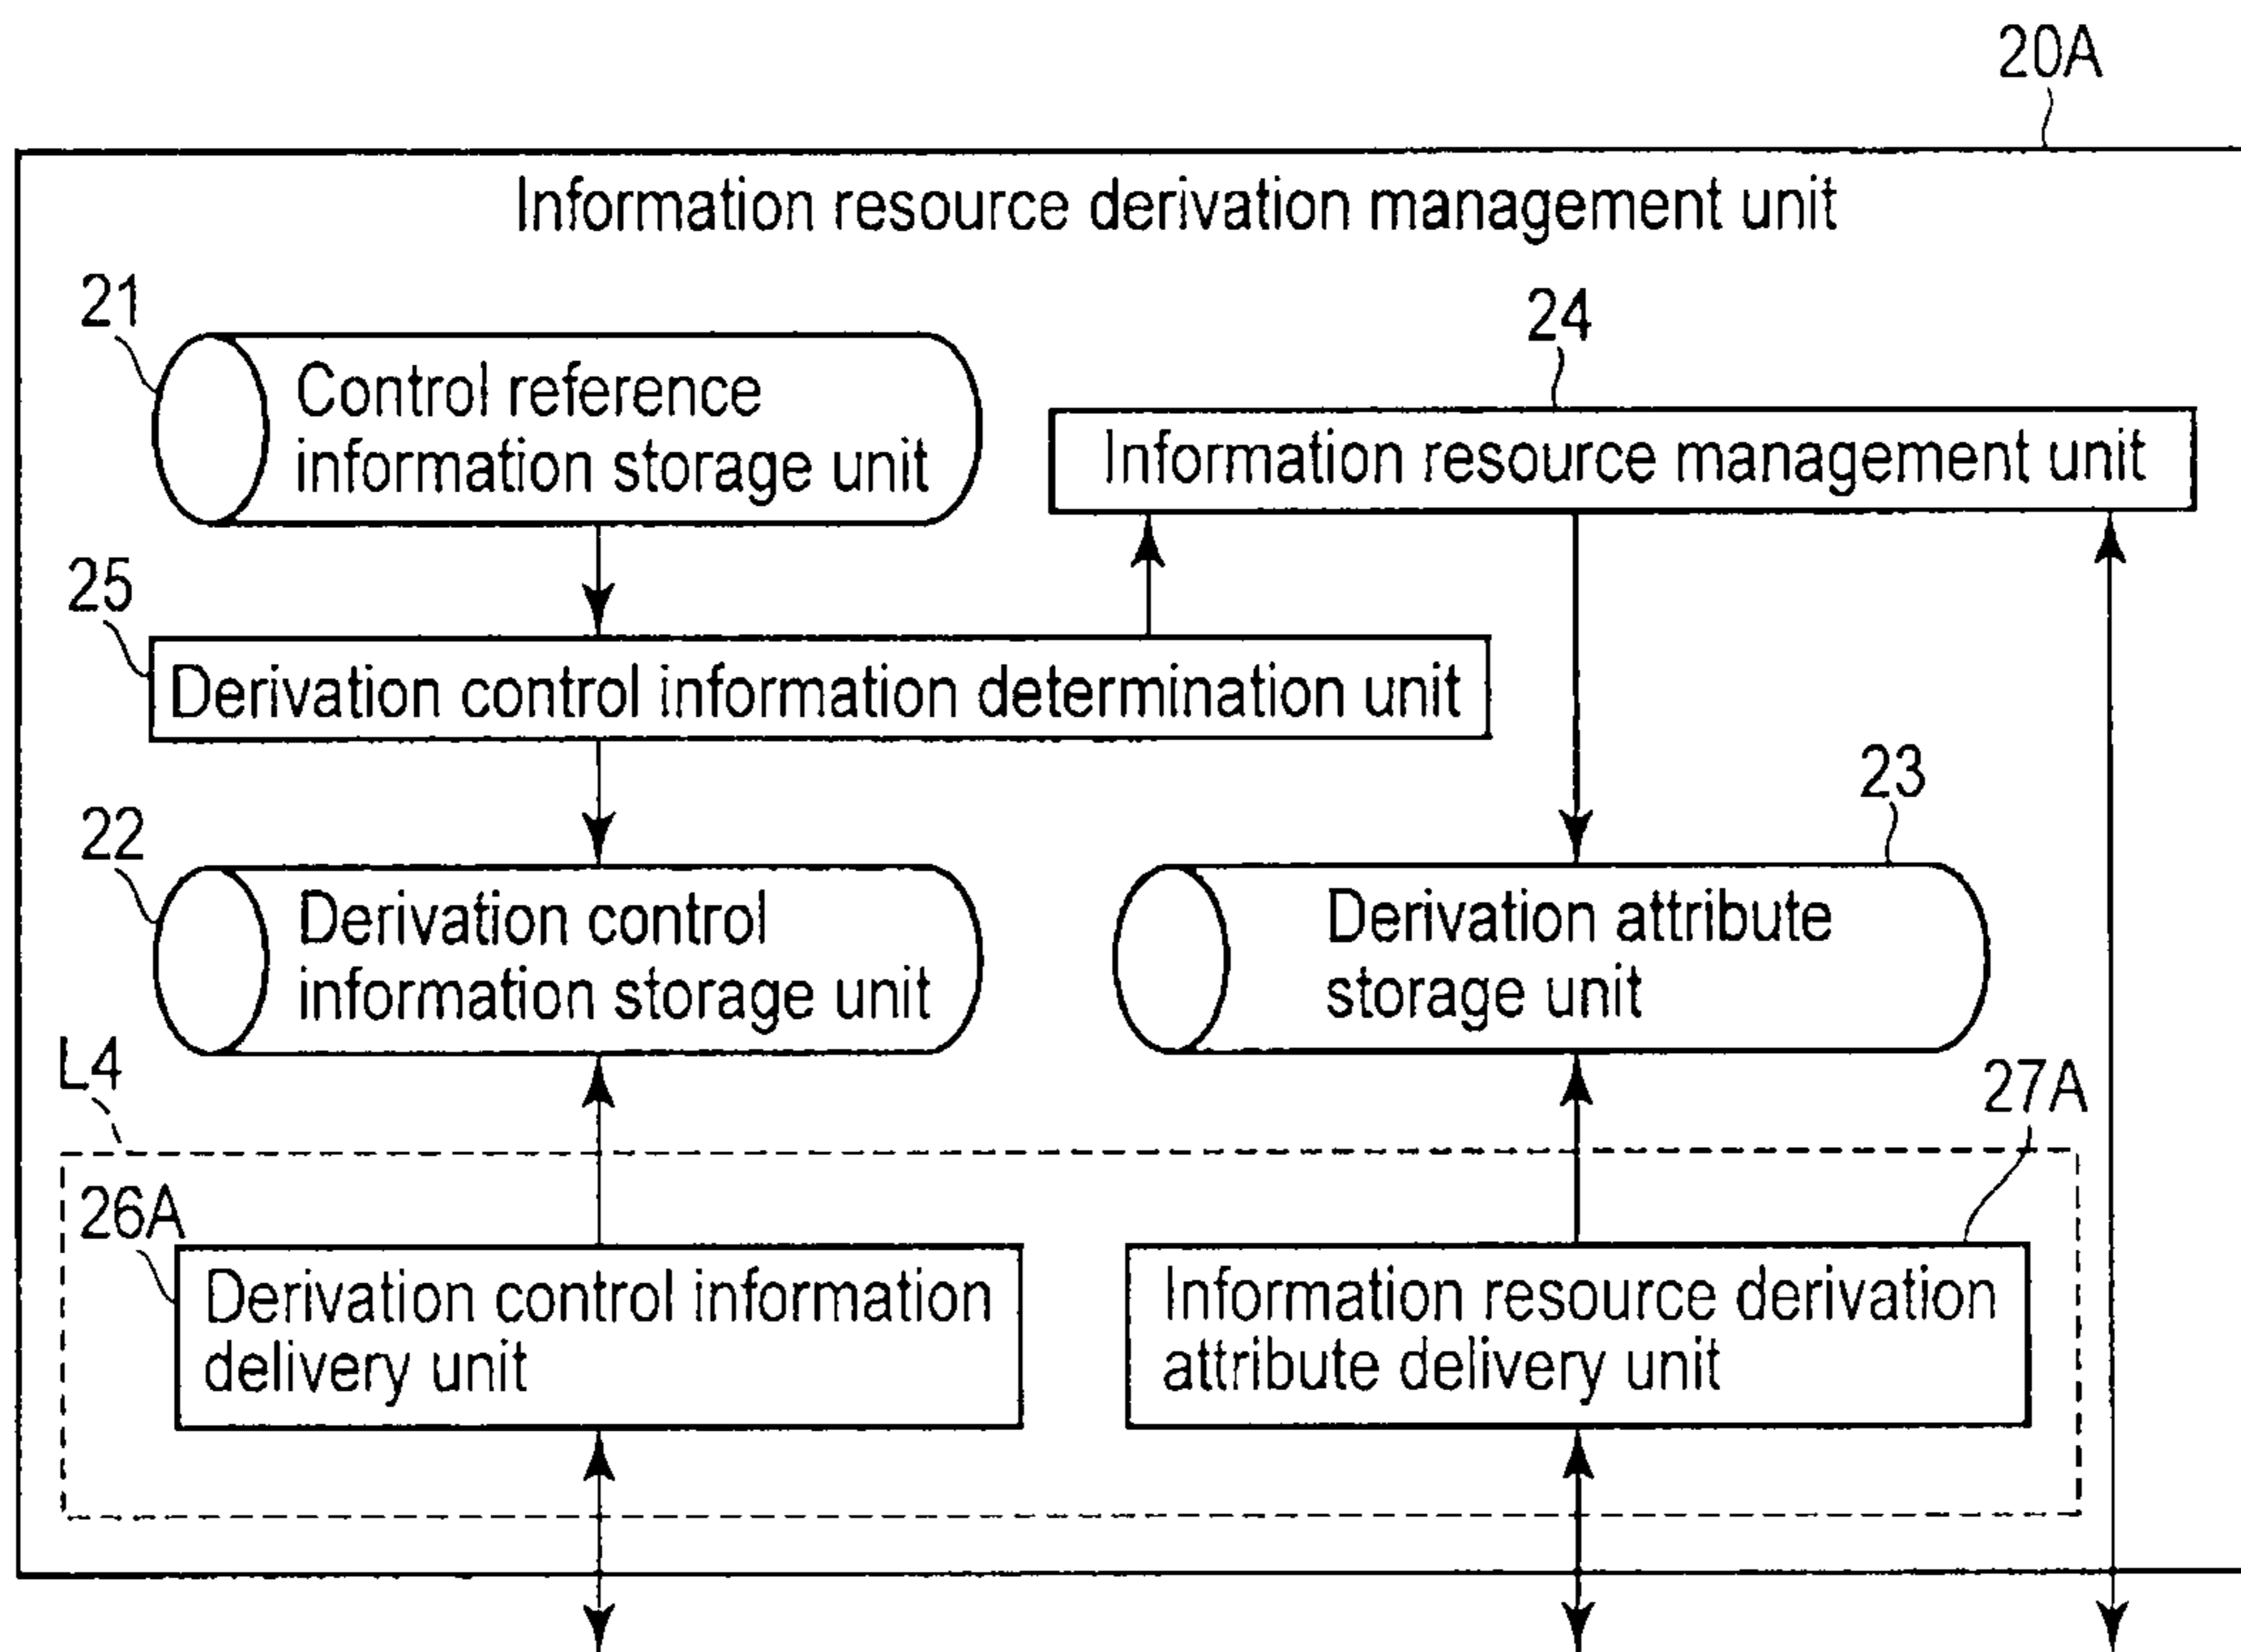 20A
Information resource derivation management unit
21
Control reference
information storage unit
24
Information resource management unit
25
Derivation control information determination unit
22
Derivation control
information storage unit
23
Derivation attribute
storage unit
L4
26A
Derivation control information
delivery unit
27A
Information resource derivation
attribute delivery unit